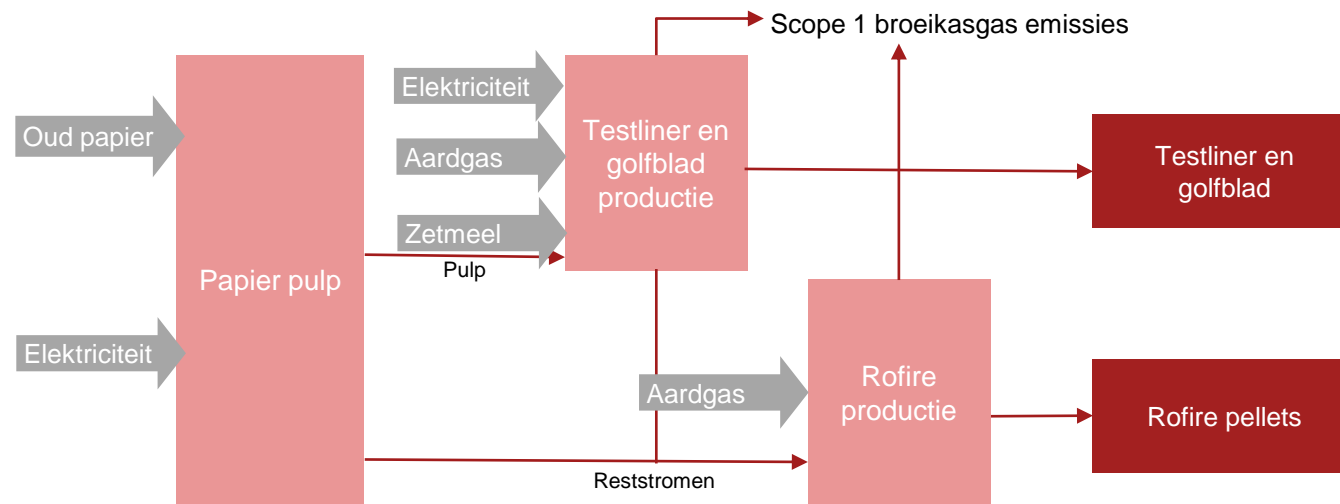 Scope 1 broeikasgas emissies
Oud papier
Elektriciteit
Papier pulp
Elektriciteit
Aardgas
Zetmeel
Pulp
Testliner en
golfblad
productie
Testliner en
golfblad
Aardgas
Rofire
productie
Rofire pellets
Reststromen